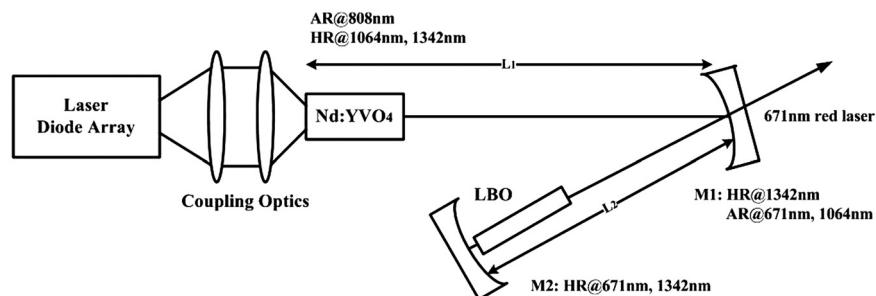 AR@808nm
HR@1064nm, 1342nm
L1
Laser
Diode Array
Nd:YVO4
671nm red laser
Coupling Optics
LBO
L2
M1: HR@1342nm
AR@671nm, 1064nm
M2: HR@671nm, 1342nm